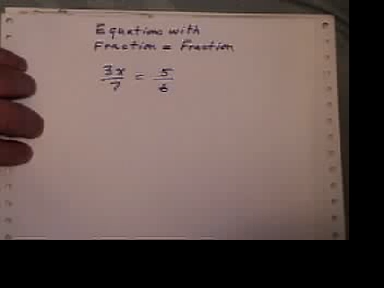 Equations with
Fraction = Fraction
3x/7 = 5/6